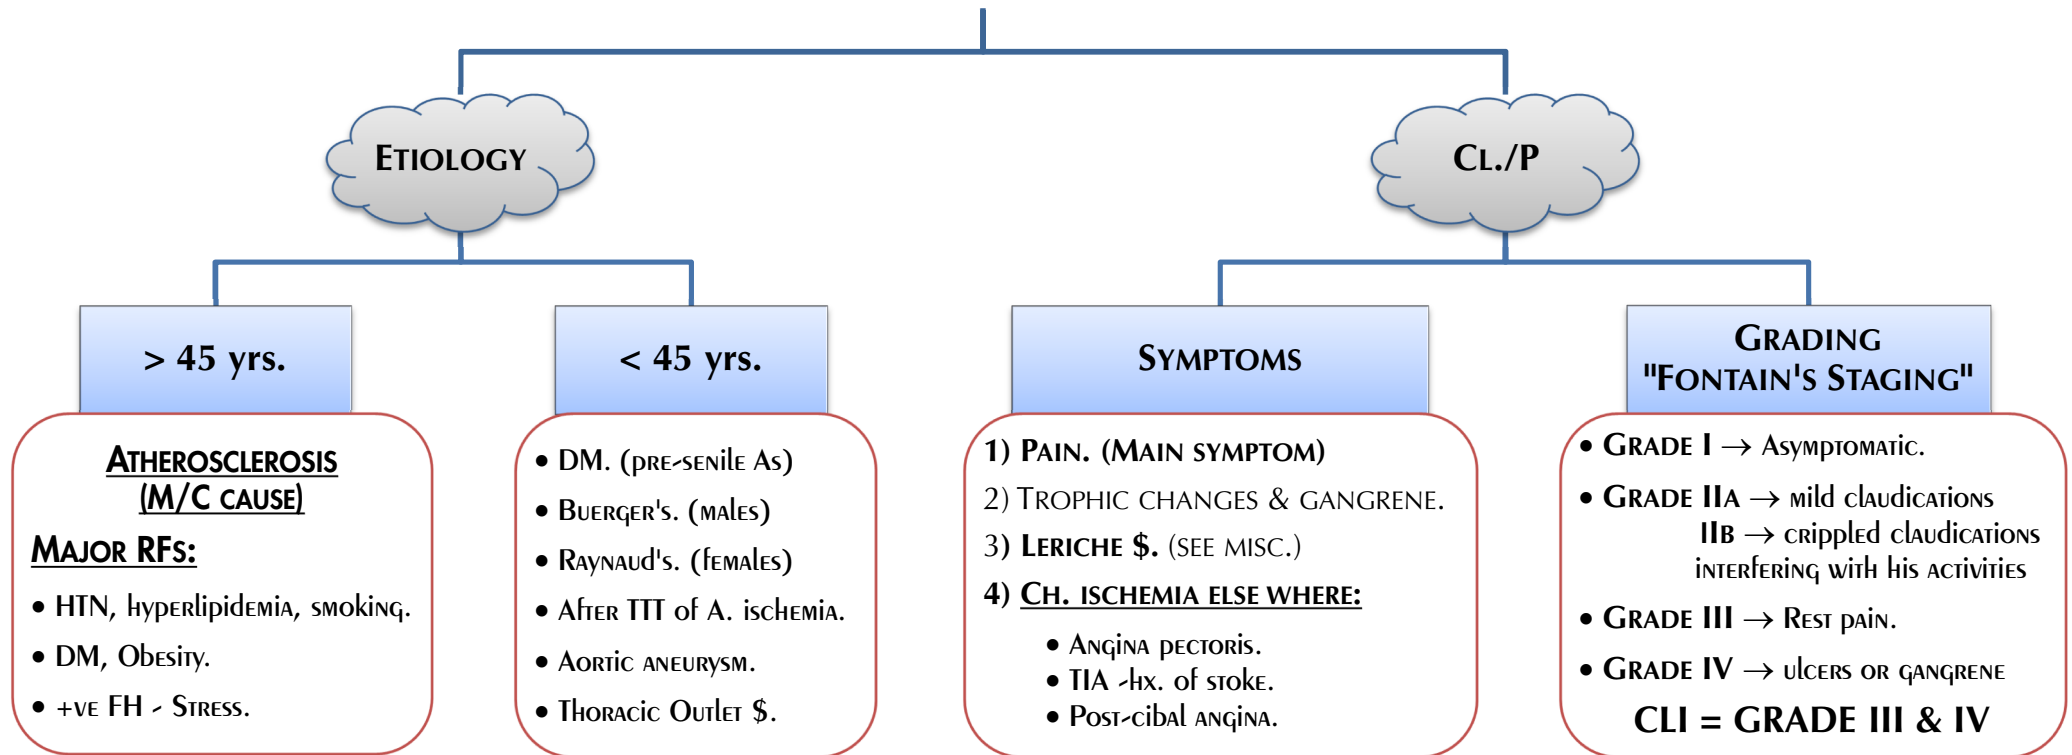 ETIOLOGY
CL./P
> 45 yrs.
< 45 yrs.
SYMPTOMS
GRADING
"FONTAIN'S STAGING"
ATHEROSCLEROSIS
(M/C CAUSE)
MAJOR RFS:
• HTN, hyperlipidemia, smoking.
• DM, Obesity.
• +ve FH - Stress.
• DM. (pre-senile As)
• Buerger's. (males)
• Raynaud's. (females)
• After TTT of A. ischemia.
• Aortic aneurysm.
• Thoracic Outlet $.
1) PAIN. (MAIN SYMPTOM)
2) TROPHIC CHANGES & GANGRENE.
3) LERICHE $. (SEE MISC.)
4) CH. ISCHEMIA ELSE WHERE:
• Angina pectoris.
• TIA -hx. of stoke.
• Post-cibal angina.
• GRADE I → Asymptomatic.
• GRADE IIA → mild claudications
IIB → crippled claudications
interfering with his activities
• GRADE III → Rest pain.
• GRADE IV → ulcers or gangrene
CLI = GRADE III & IV